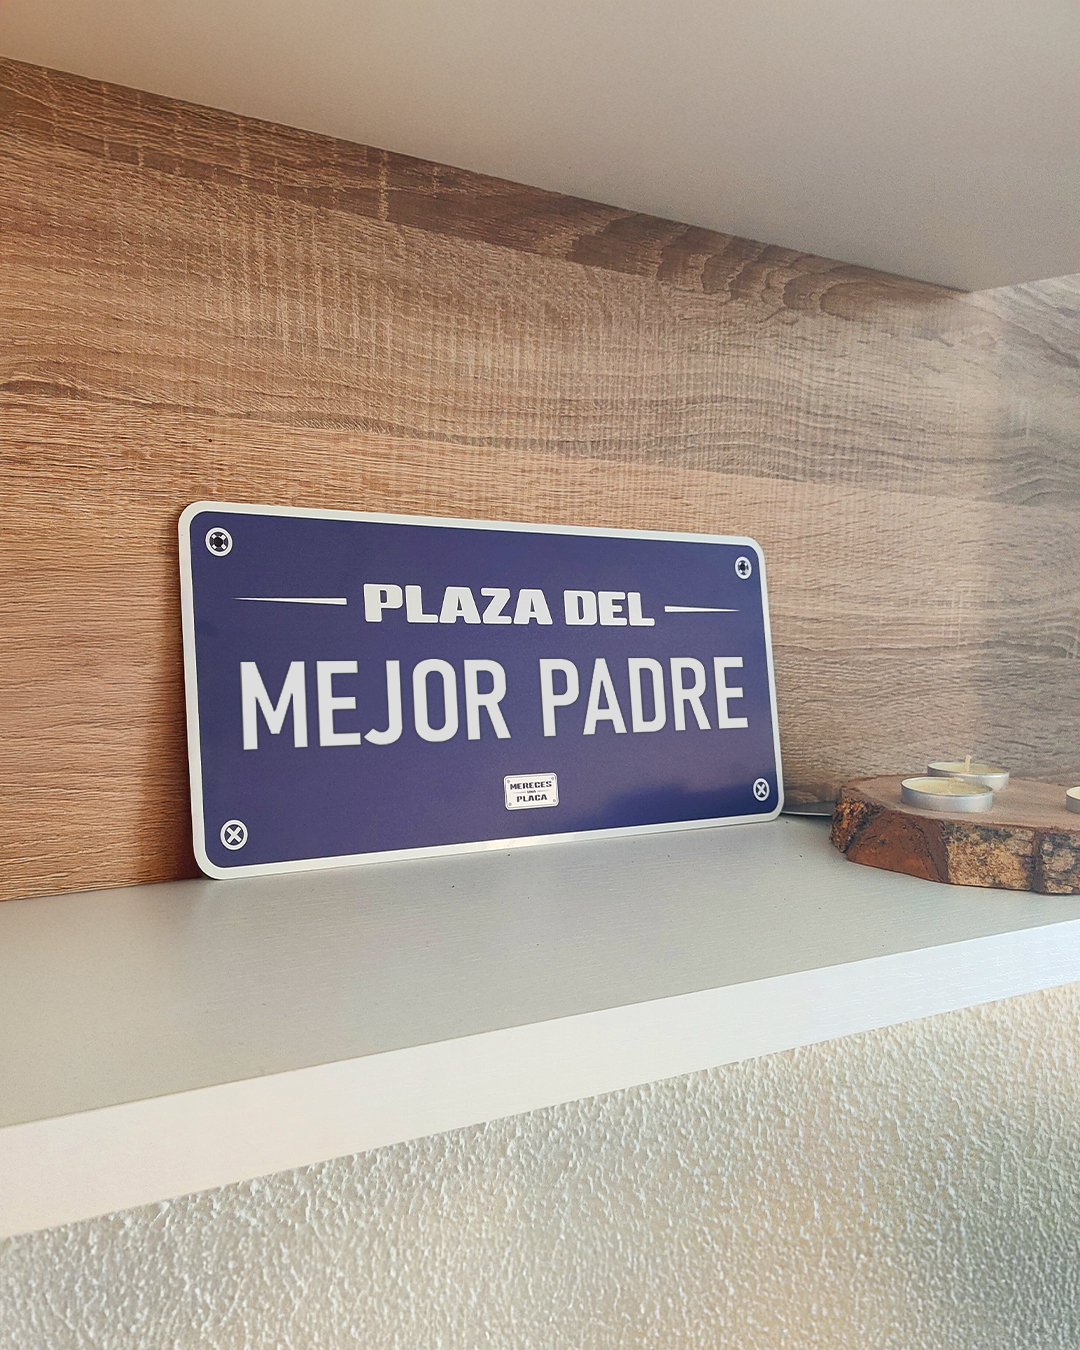 PLAZA DEL
MEJOR PADRE
MERECES
UNA
PLACA